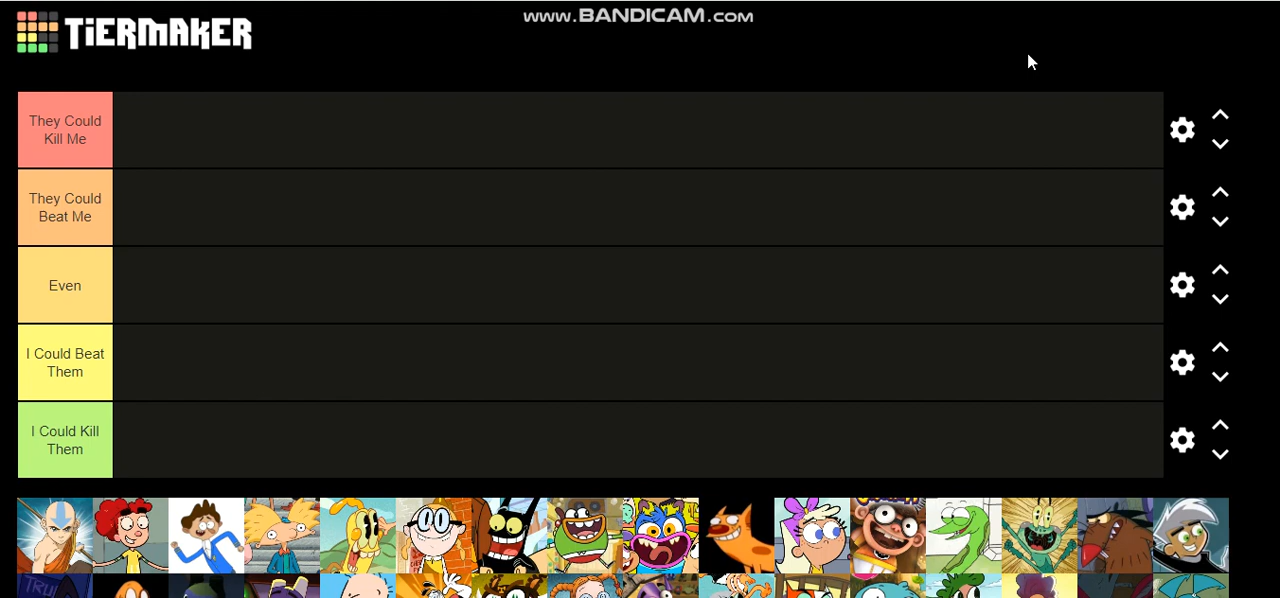 www.BANDICAM.com
TiERMAKER
They Could
Kill Me
They Could
Beat Me
Even
I Could Beat
Them
I Could Kill
Them